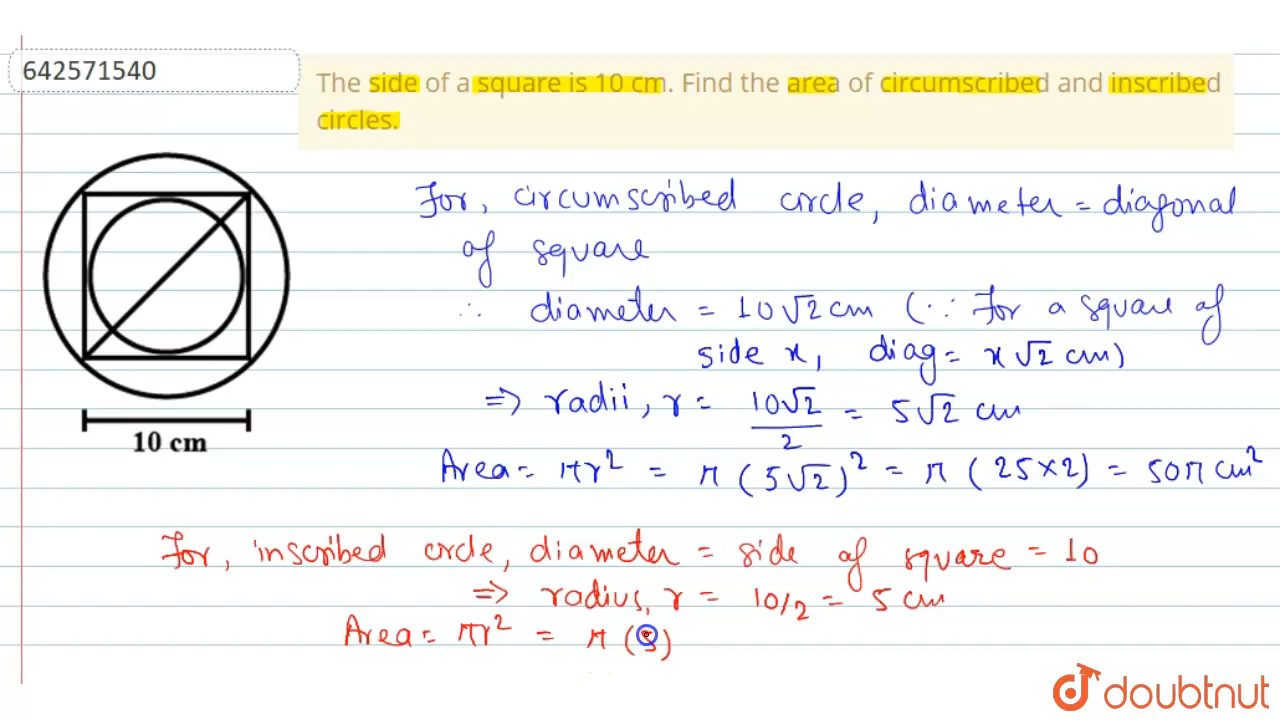 642571540
The side of a square is 10 cm. Find the area of circumscribed and inscribed
circles.
For, circumscribed circle, diameter = diagonal
of square
∴ diameter = 10√2 cm (∵ For a square of
side x, diag = x√2 cm)
⇒ radii, r = 10√2/2 = 5√2 cm
Area = πr² = π(5√2)² = π(25×2) = 50π cm²
10 cm
For, inscribed circle, diameter = side of square = 10
⇒ radius, r = 10/2 = 5 cm
Area = πr² = π(5)
doubtnut